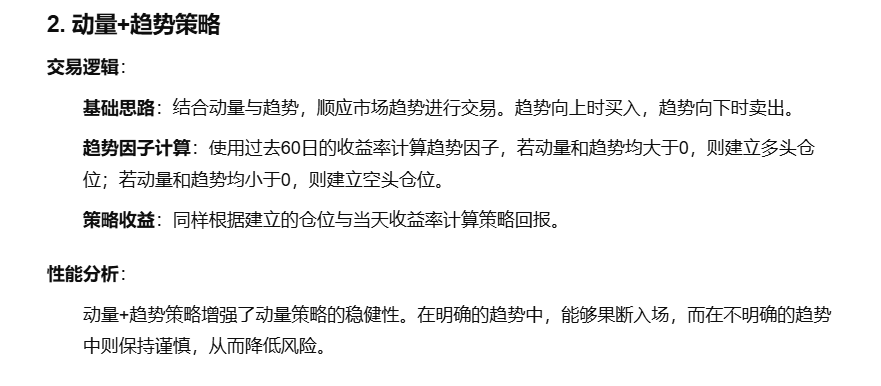 2. 动量+趋势策略
交易逻辑：
基础思路：结合动量与趋势，顺应市场趋势进行交易。趋势向上时买入，趋势向下时卖出。
趋势因子计算：使用过去60日的收益率计算趋势因子，若动量和趋势均大于0，则建立多头仓
位；若动量和趋势均小于0，则建立空头仓位。
策略收益：同样根据建立的仓位与当天收益率计算策略回报。
性能分析：
动量+趋势策略增强了动量策略的稳健性。在明确的趋势中，能够果断入场，而在不明确的趋势
中则保持谨慎，从而降低风险。